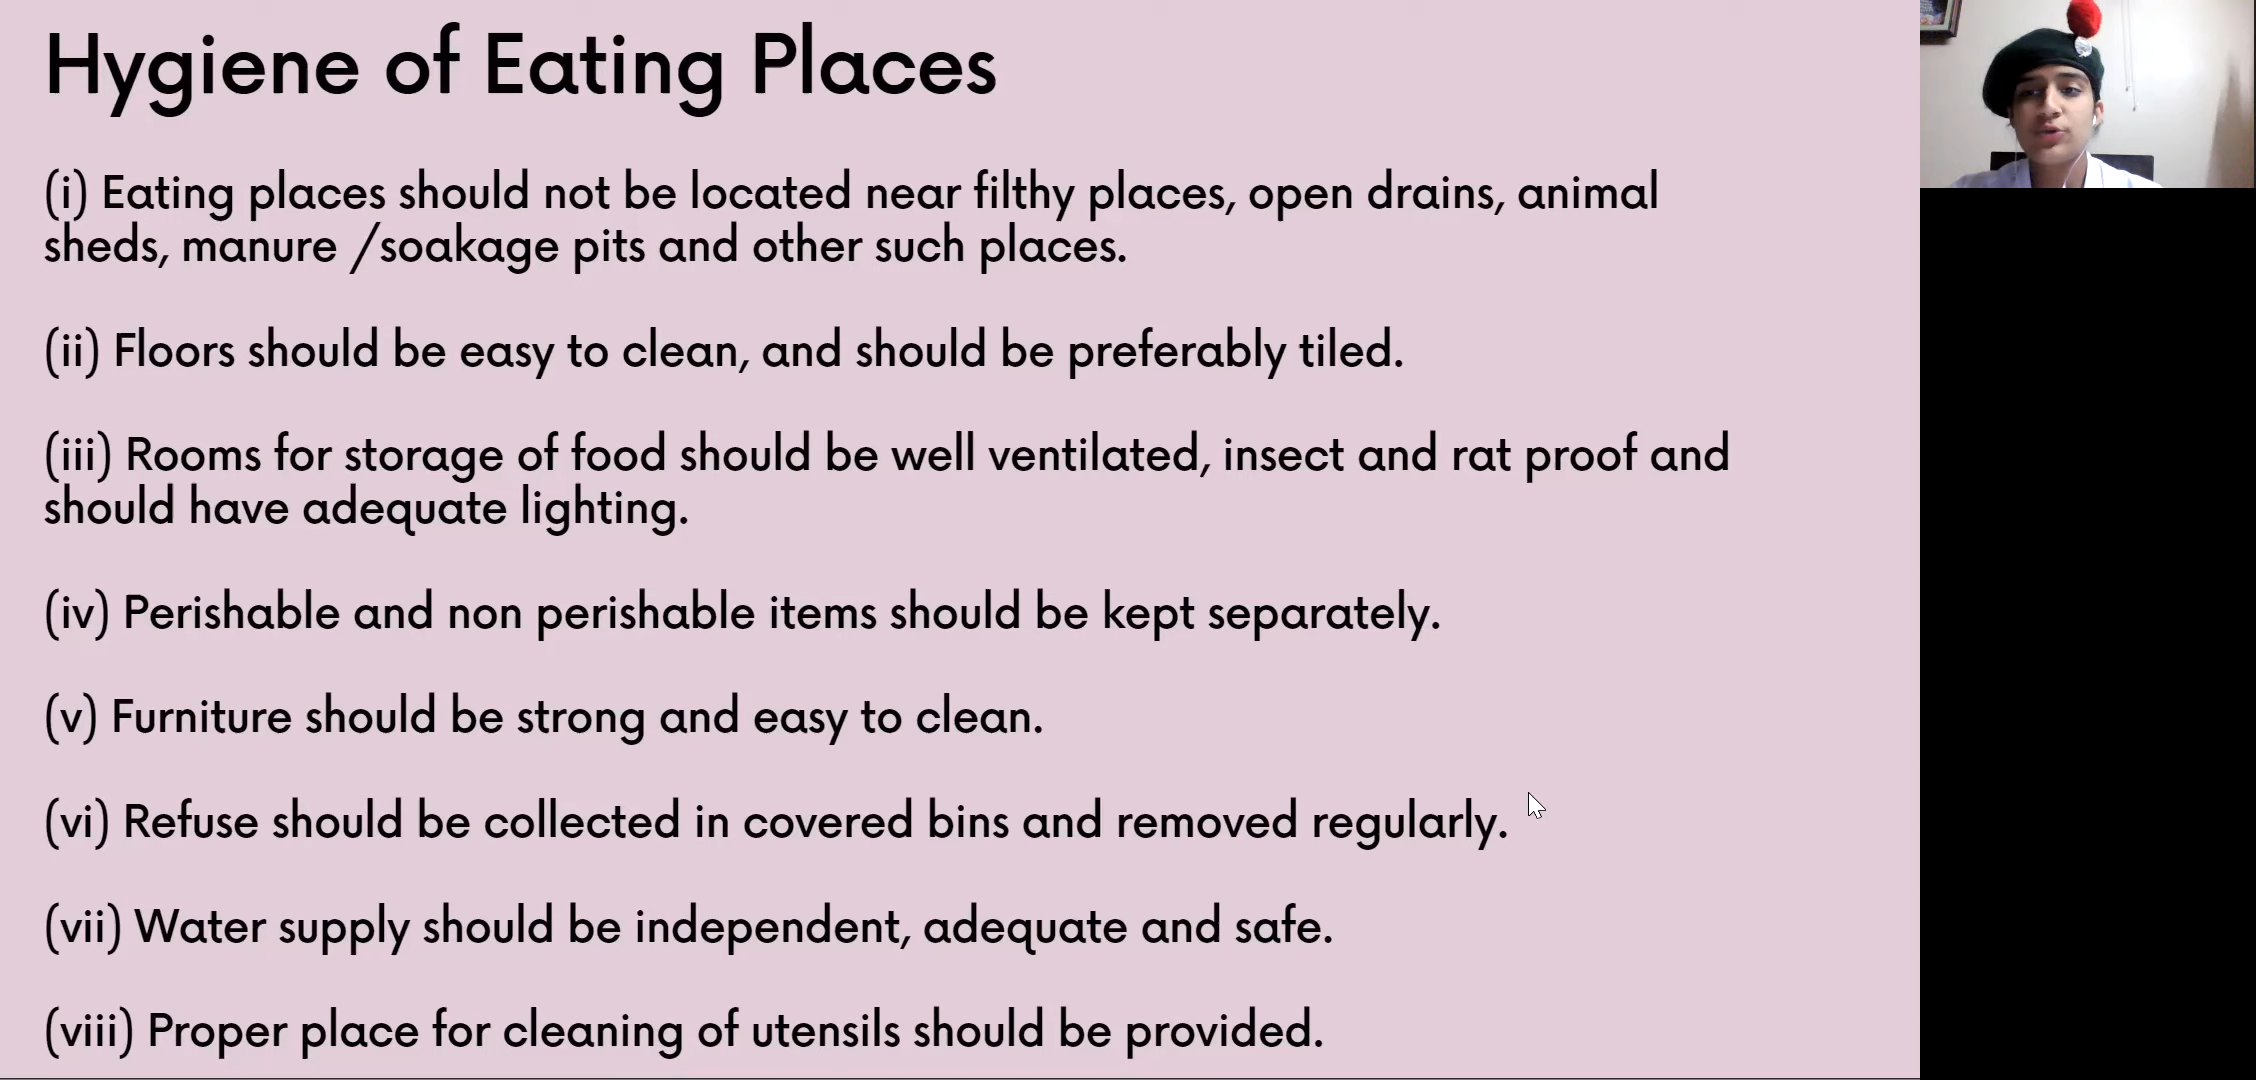 Hygiene of Eating Places
(i) Eating places should not be located near filthy places, open drains, animal
sheds, manure /soakage pits and other such places.
(ii) Floors should be easy to clean, and should be preferably tiled.
(iii) Rooms for storage of food should be well ventilated, insect and rat proof and
should have adequate lighting.
(iv) Perishable and non perishable items should be kept separately.
(v) Furniture should be strong and easy to clean.
(vi) Refuse should be collected in covered bins and removed regularly.
(vii) Water supply should be independent, adequate and safe.
(viii) Proper place for cleaning of utensils should be provided.